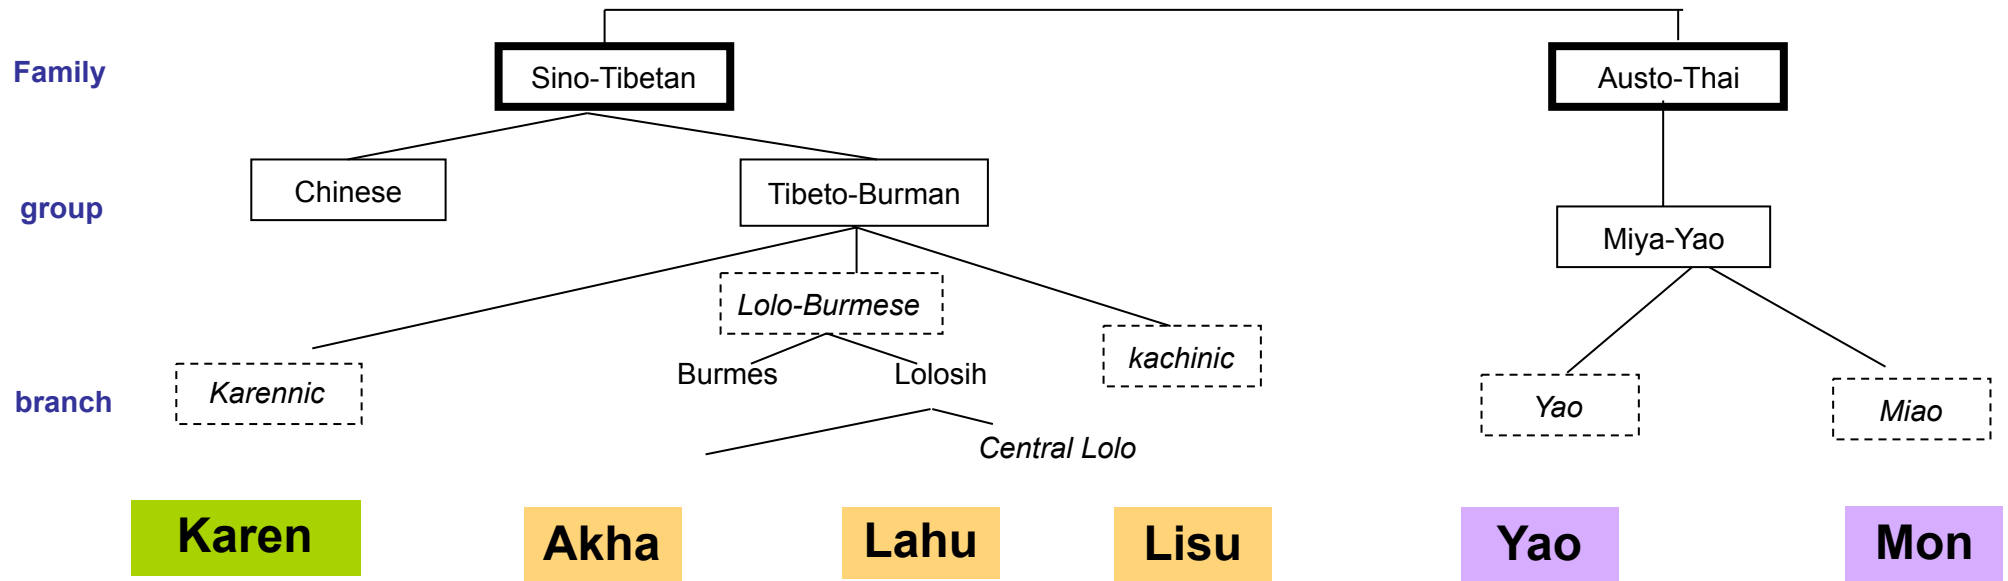 Family
Sino-Tibetan
Austo-Thai
group
Chinese
Tibeto-Burman
Miya-Yao
Lolo-Burmese
kachinic
Burmes
Lolosih
branch
Karennic
Yao
Miao
Central Lolo
Karen
Akha
Lahu
Lisu
Yao
Mon